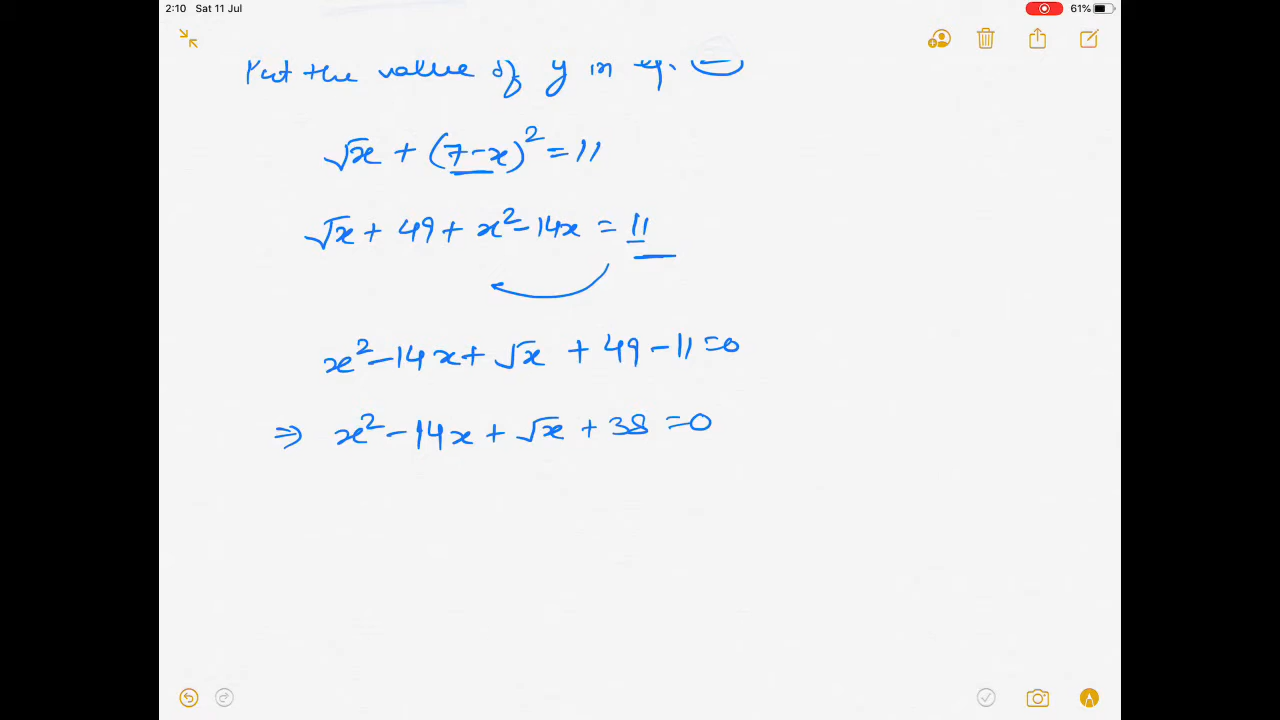 2:10 Sat 11 Jul
61%
Put the value of y in eq.
√x + (7-x)² = 11
√x + 49 + x² - 14x = 11
x² - 14x + √x + 49 - 11 = 0
⇒ x² - 14x + √x + 38 = 0